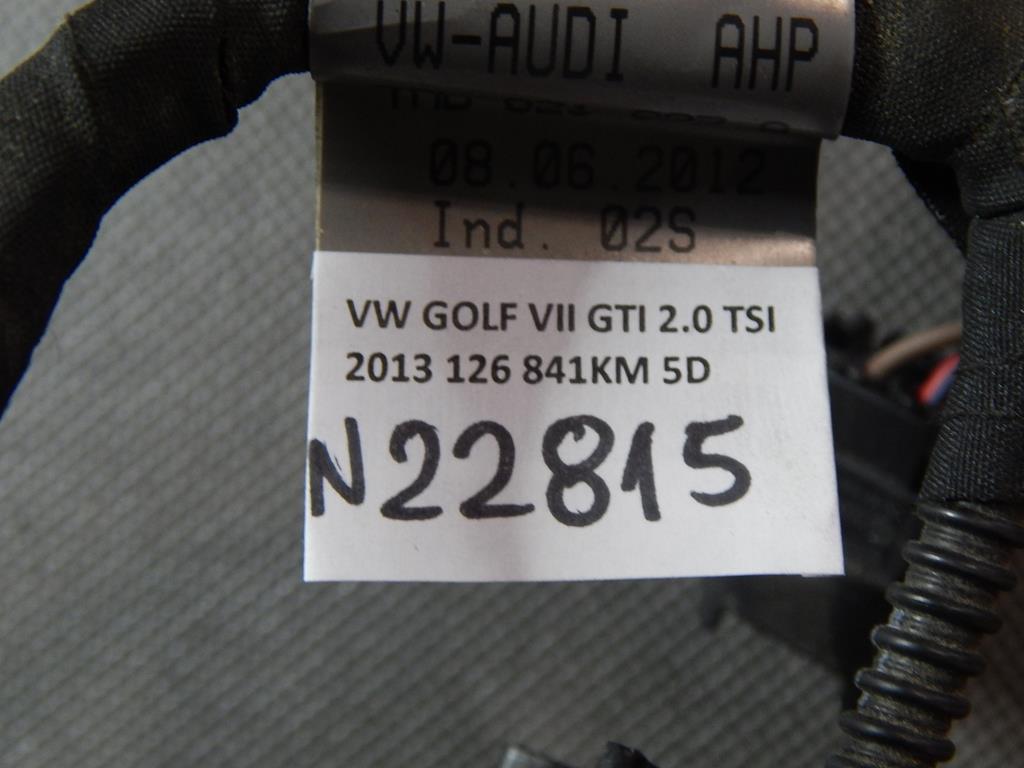 VW-AUDI AHP
08.06.2012
Ind. 02S
VW GOLF VII GTI 2.0 TSI
2013 126 841KM 5D
N22815